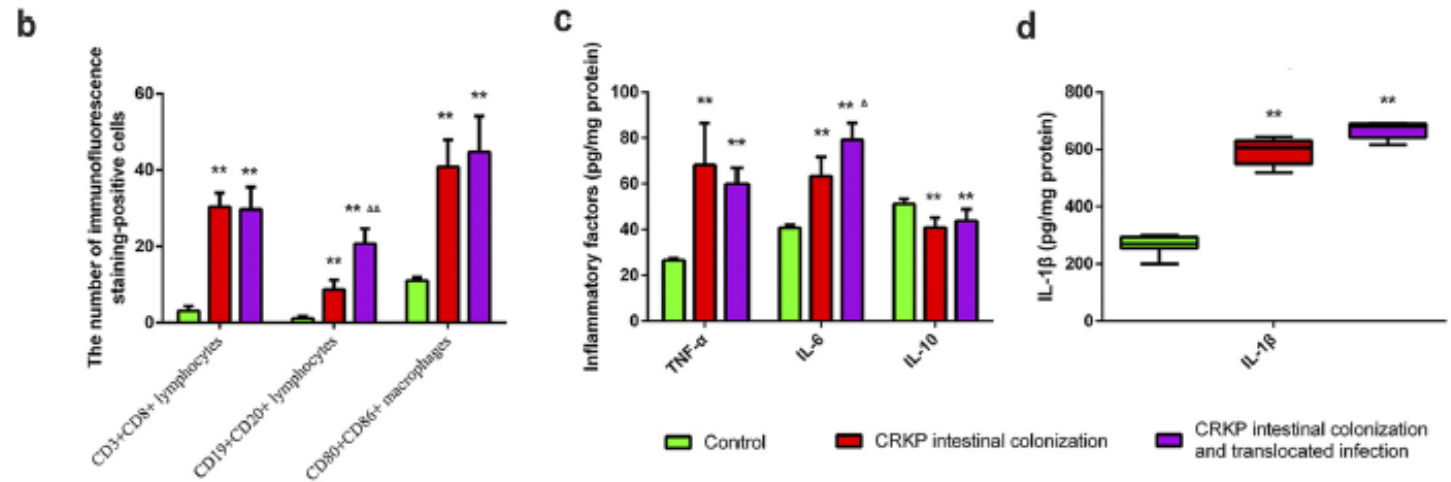 b
The number of immunofluorescence
staining-positive cells
60
40
20
0
** **
** ** ΔΔ
** **
CD3+CD8+ lymphocytes
CD19+CD20+ lymphocytes
CD80+CD86+ macrophages
c
Inflammatory factors (pg/mg protein)
100
80
60
40
20
0
** **
** ** Δ
** **
TNF-α
IL-6
IL-10
d
IL-1β (pg/mg protein)
800
600
400
200
0
** **
IL-1β
Control
CRKP intestinal colonization
CRKP intestinal colonization
and translocated infection